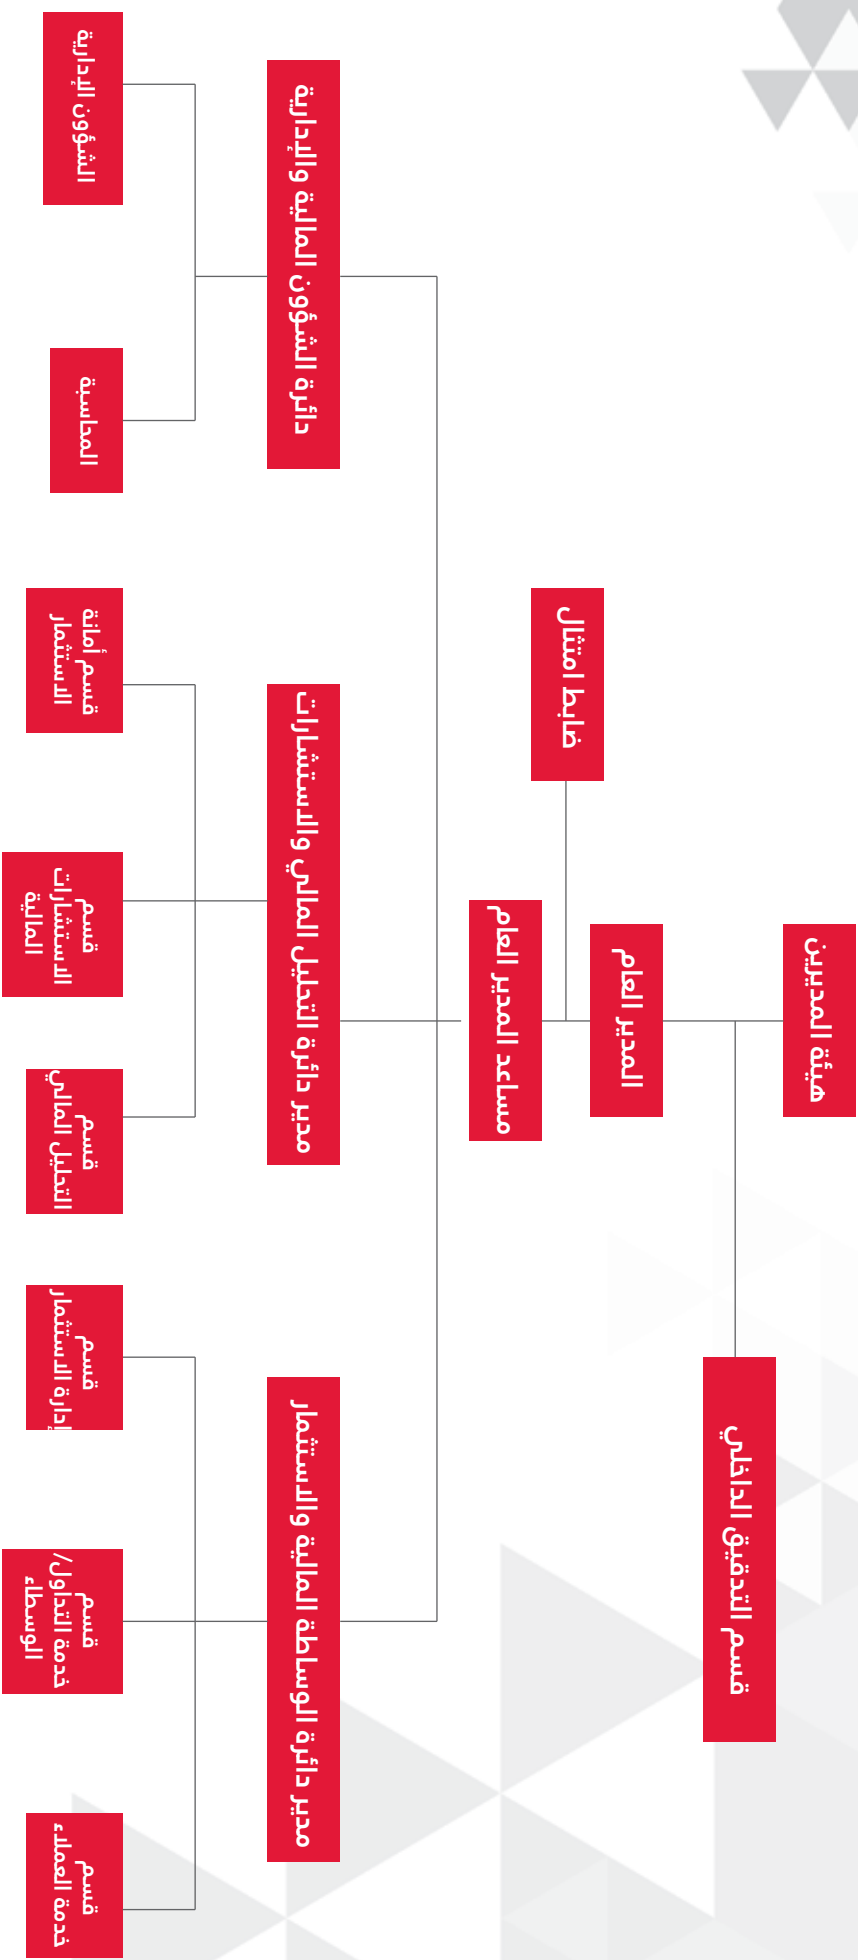 هيئة المديرين
قسم التدقيق الداخلي
المدير العام
ضابط امتثال
مساعد المدير العام
مدير دائرة الوساطة المالية والاستثمار
مدير دائرة التحليل المالي والاستشارات
دائرة الشؤون المالية والإدارية
قسم
خدمة العملاء
قسم
خدمة التداول/
الوسطاء
قسم
إدارة الاستثمار
قسم
التحليل المالي
قسم
الاستشارات
المالية
قسم أمانة
الاستثمار
المحاسبة
الشؤون الإدارية